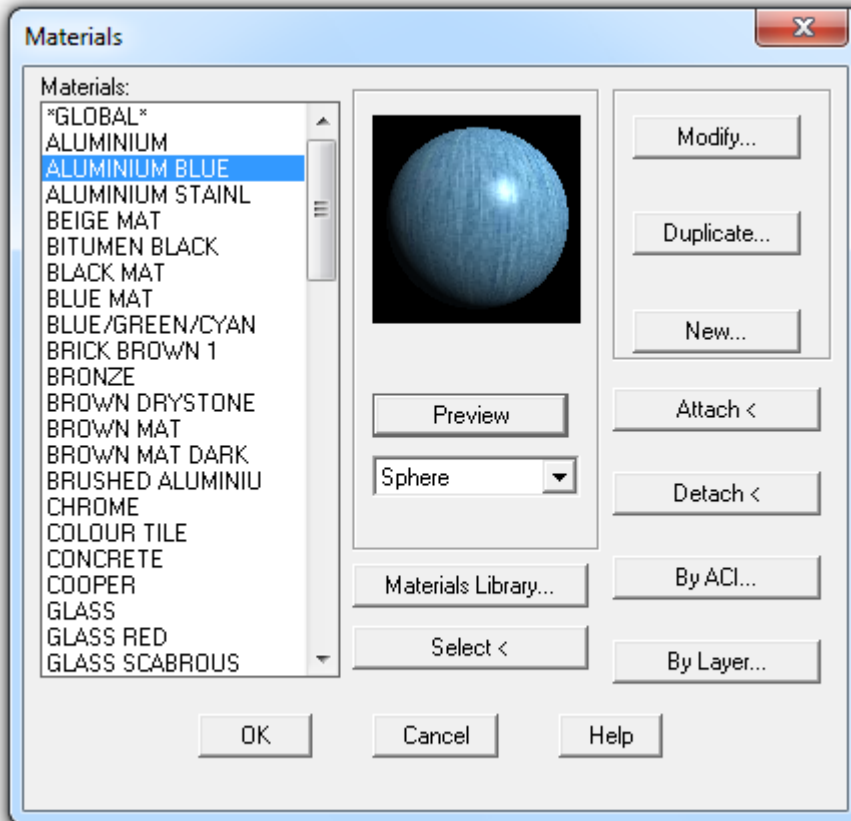 Materials
Materials:
*GLOBAL*
ALUMINIUM
ALUMINIUM BLUE
ALUMINIUM STAINL
BEIGE MAT
BITUMEN BLACK
BLACK MAT
BLUE MAT
BLUE/GREEN/CYAN
BRICK BROWN 1
BRONZE
BROWN DRYSTONE
BROWN MAT
BROWN MAT DARK
BRUSHED ALUMINIU
CHROME
COLOUR TILE
CONCRETE
COOPER
GLASS
GLASS RED
GLASS SCABROUS
Preview
Sphere
Materials Library...
Select <
Modify...
Duplicate...
New...
Attach <
Detach <
By ACI...
By Layer...
OK
Cancel
Help